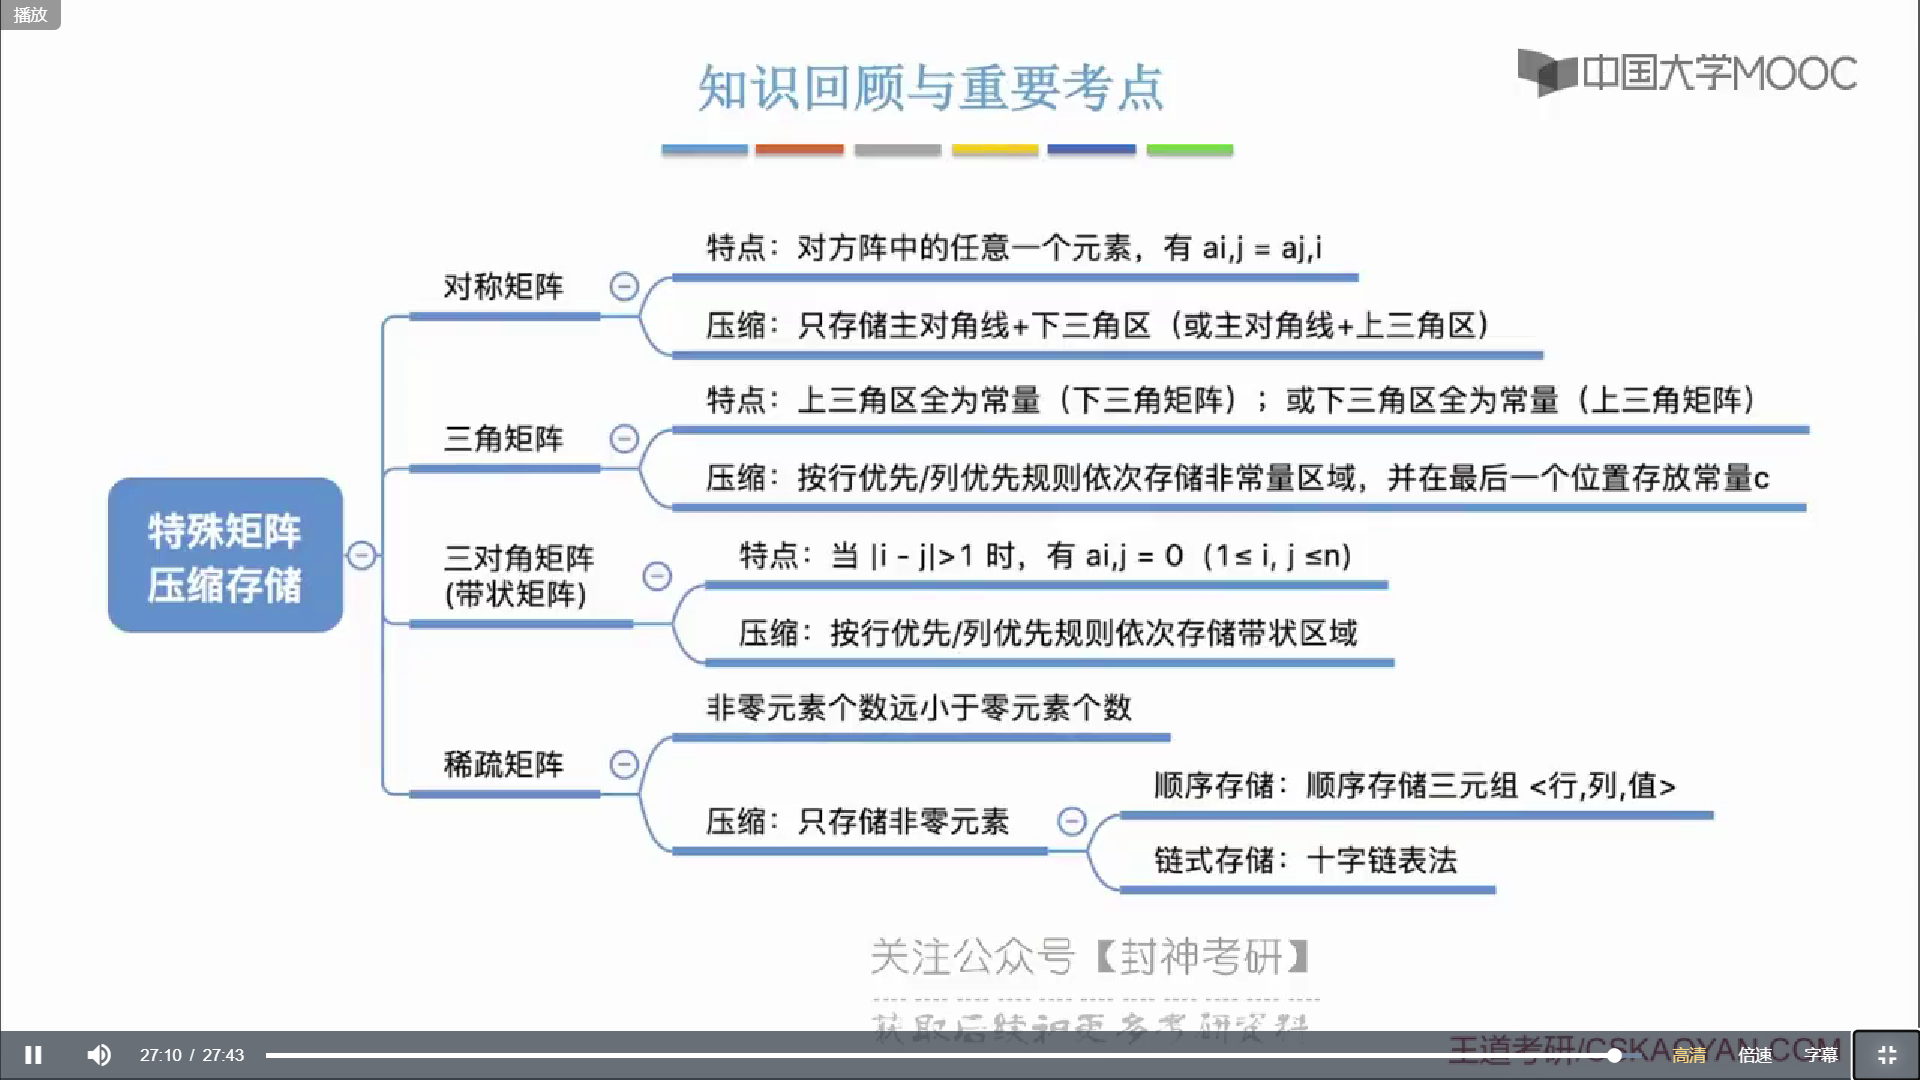 播放
知识回顾与重要考点
中国大学MOOC
特殊矩阵
压缩存储
对称矩阵
特点：对方阵中的任意一个元素，有 ai,j = aj,i
压缩：只存储主对角线+下三角区（或主对角线+上三角区）
三角矩阵
特点：上三角区全为常量（下三角矩阵）；或下三角区全为常量（上三角矩阵）
压缩：按行优先/列优先规则依次存储非常量区域，并在最后一个位置存放常量c
三对角矩阵
(带状矩阵)
特点：当 |i - j|>1 时，有 ai,j = 0（1≤ i, j ≤n）
压缩：按行优先/列优先规则依次存储带状区域
稀疏矩阵
非零元素个数远小于零元素个数
压缩：只存储非零元素
顺序存储：顺序存储三元组 <行,列,值>
链式存储：十字链表法
关注公众号【封神考研】
获取后续和更多考研资料
王道考研/CSKAOYAN.COM
27:10 / 27:43
高清
倍速
字幕